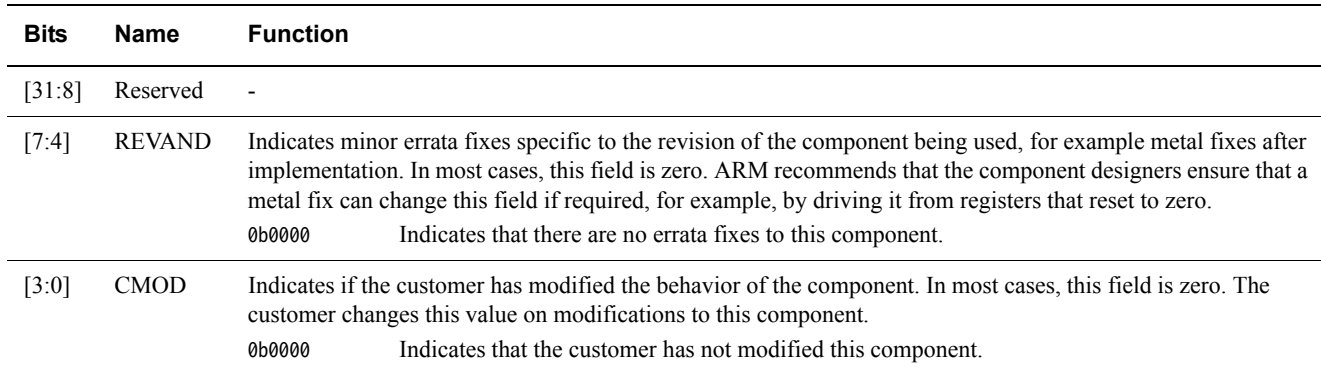 Bits Name Function
[31:8] Reserved -
[7:4] REVAND Indicates minor errata fixes specific to the revision of the component being used, for example metal fixes after
implementation. In most cases, this field is zero. ARM recommends that the component designers ensure that a
metal fix can change this field if required, for example, by driving it from registers that reset to zero.
0b0000 Indicates that there are no errata fixes to this component.
[3:0] CMOD Indicates if the customer has modified the behavior of the component. In most cases, this field is zero. The
customer changes this value on modifications to this component.
0b0000 Indicates that the customer has not modified this component.